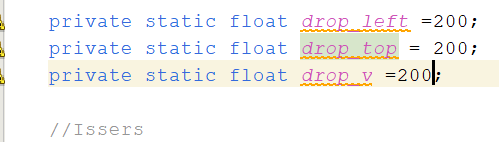 private static float drop_left =200;
private static float drop_top = 200;
private static float drop_v =200;
//Issers